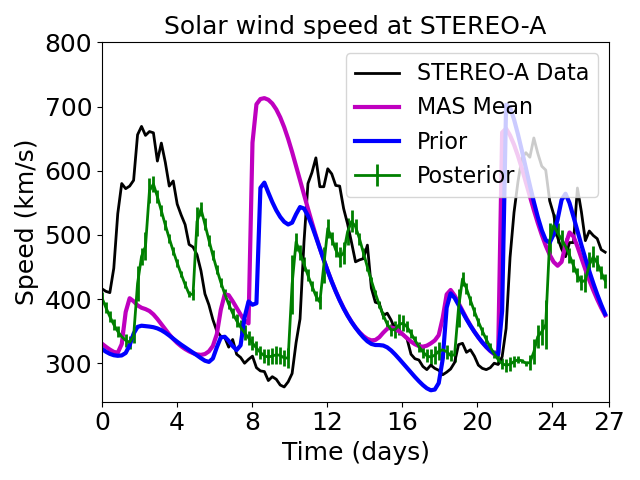 Solar wind speed at STEREO-A
800
700
600
500
400
300
Speed (km/s)
STEREO-A Data
MAS Mean
Prior
Posterior
0 4 8 12 16 20 24 27
Time (days)